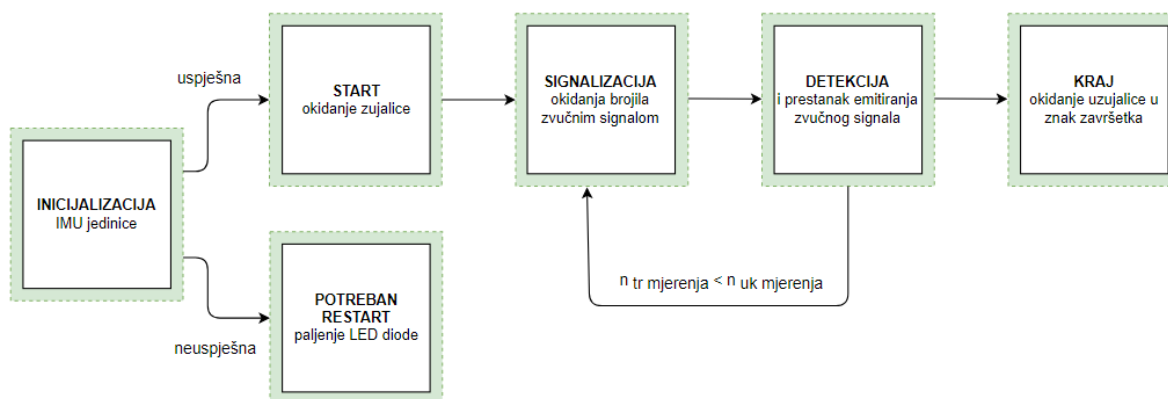 uspješna
START
okidanje zujalice
SIGNALIZACIJA
okidanja brojila
zvučnim signalom
DETEKCIJA
i prestanak emitiranja
zvučnog signala
KRAJ
okidanje uzujalice u
znak završetka
INICIJALIZACIJA
IMU jedinice
n tr mjerenja < n uk mjerenja
POTREBAN
RESTART
paljenje LED diode
neuspješna